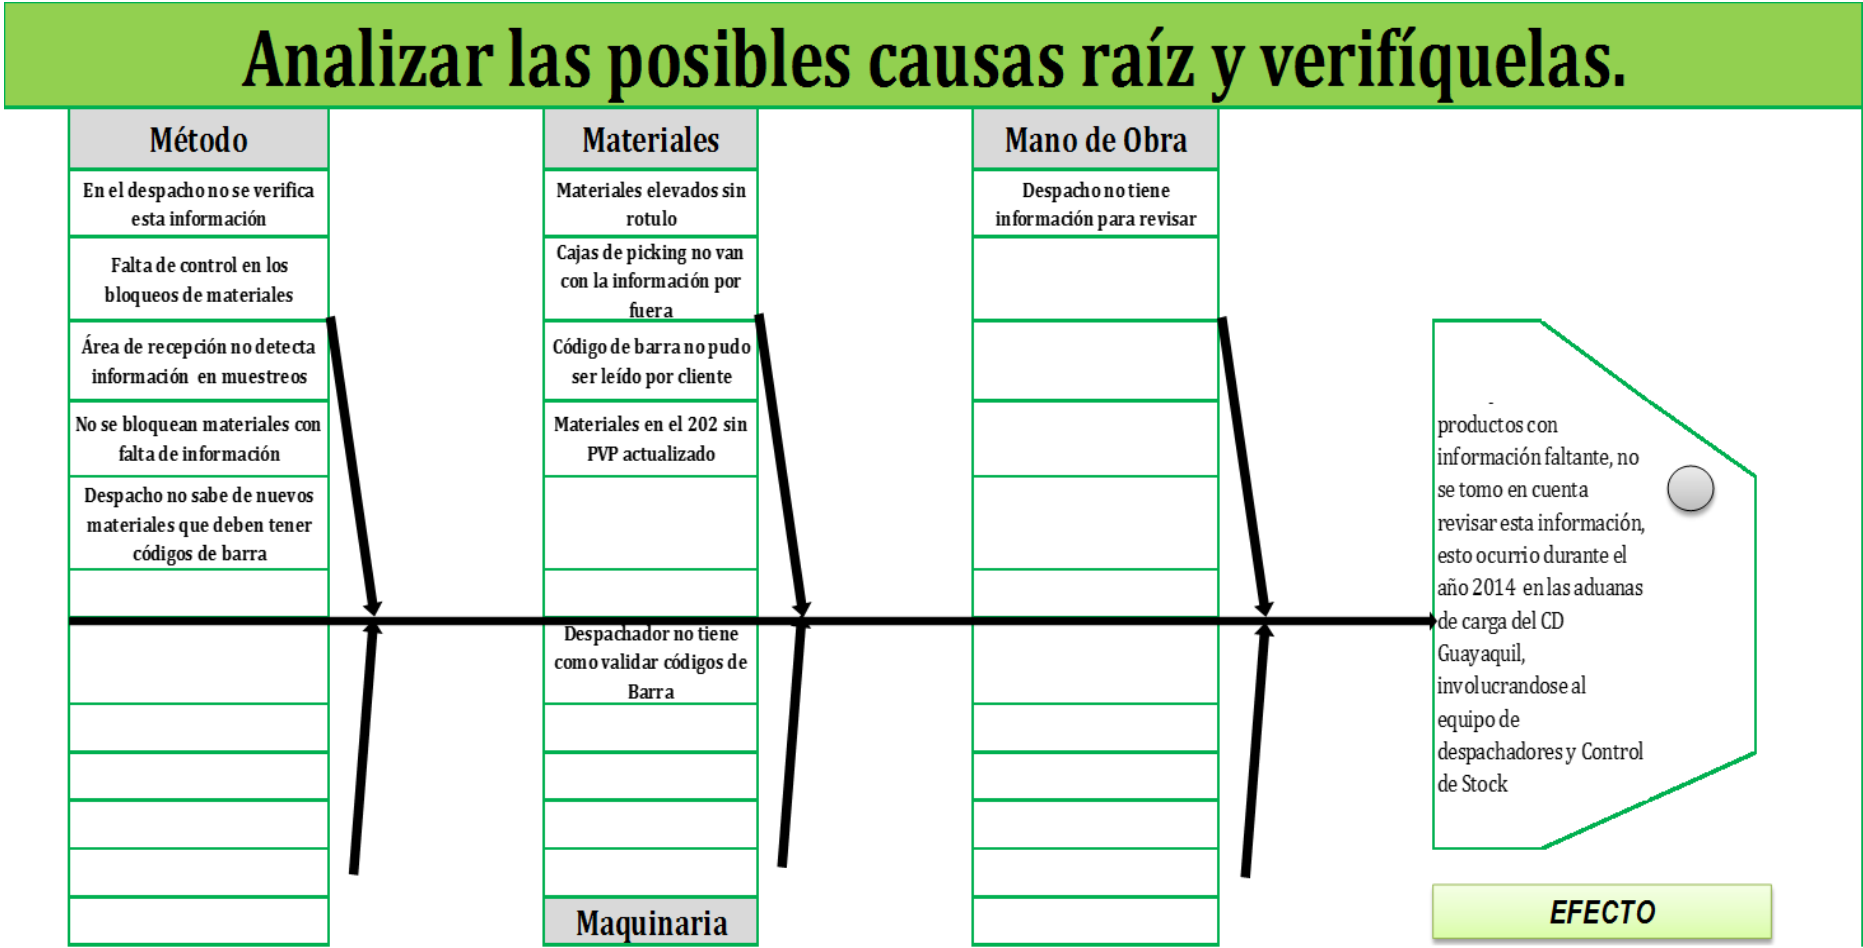 Analizar las posibles causas raíz y verifíquelas.
Método
En el despacho no se verifica
esta información
Falta de control en los
bloqueos de materiales
Área de recepción no detecta
información en muestreos
No se bloquean materiales con
falta de información
Despacho no sabe de nuevos
materiales que deben tener
códigos de barra
Materiales
Materiales elevados sin
rotulo
Cajas de picking no van
con la información por
fuera
Código de barra no pudo
ser leído por cliente
Materiales en el 202 sin
PVP actualizado
Despachador no tiene
como validar códigos de
Barra
Maquinaria
Mano de Obra
Despacho no tiene
información para revisar
productos con
información faltante, no
se tomo en cuenta
revisar esta información,
esto ocurrio durante el
año 2014 en las aduanas
de carga del CD
Guayaquil,
involucrandose al
equipo de
despachadores y Control
de Stock
EFECTO